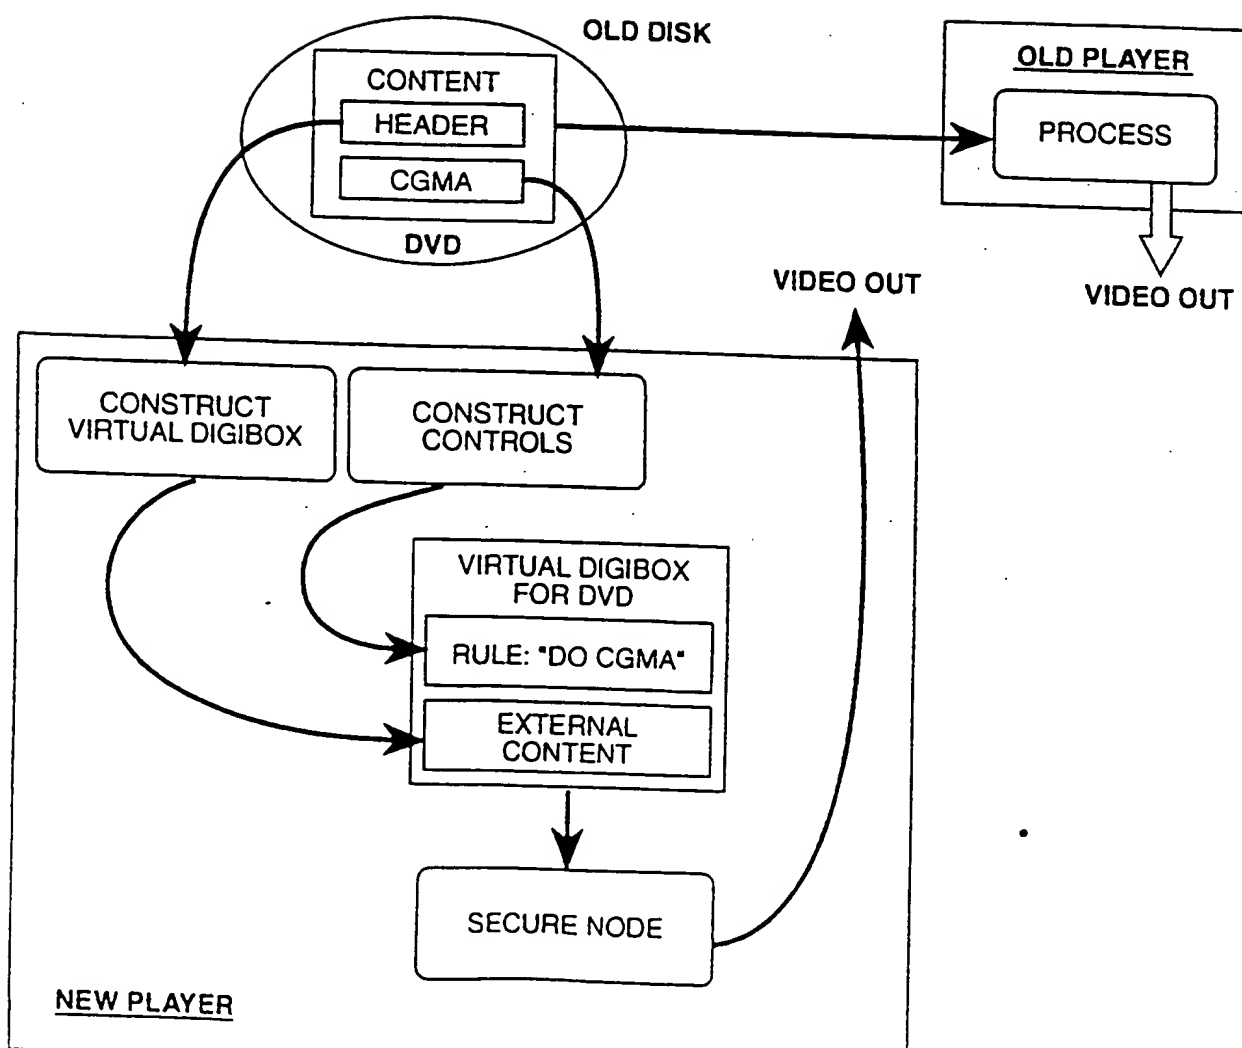 OLD DISK
CONTENT
HEADER
CGMA
DVD
OLD PLAYER
PROCESS
VIDEO OUT
VIDEO OUT
CONSTRUCT
VIRTUAL DIGIBOX
CONSTRUCT
CONTROLS
VIRTUAL DIGIBOX
FOR DVD
RULE: "DO CGMA"
EXTERNAL
CONTENT
SECURE NODE
NEW PLAYER